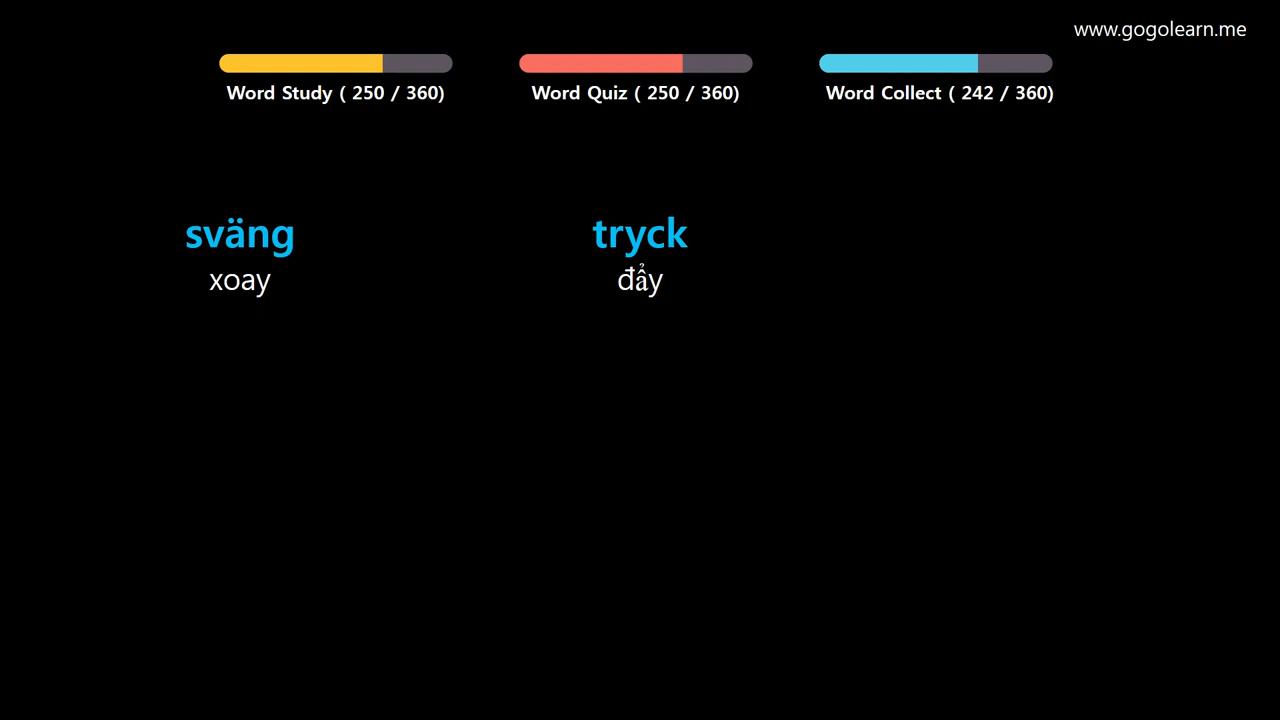 www.gogolearn.me
Word Study ( 250 / 360)
Word Quiz ( 250 / 360)
Word Collect ( 242 / 360)
sväng
xoay
tryck
đẩy